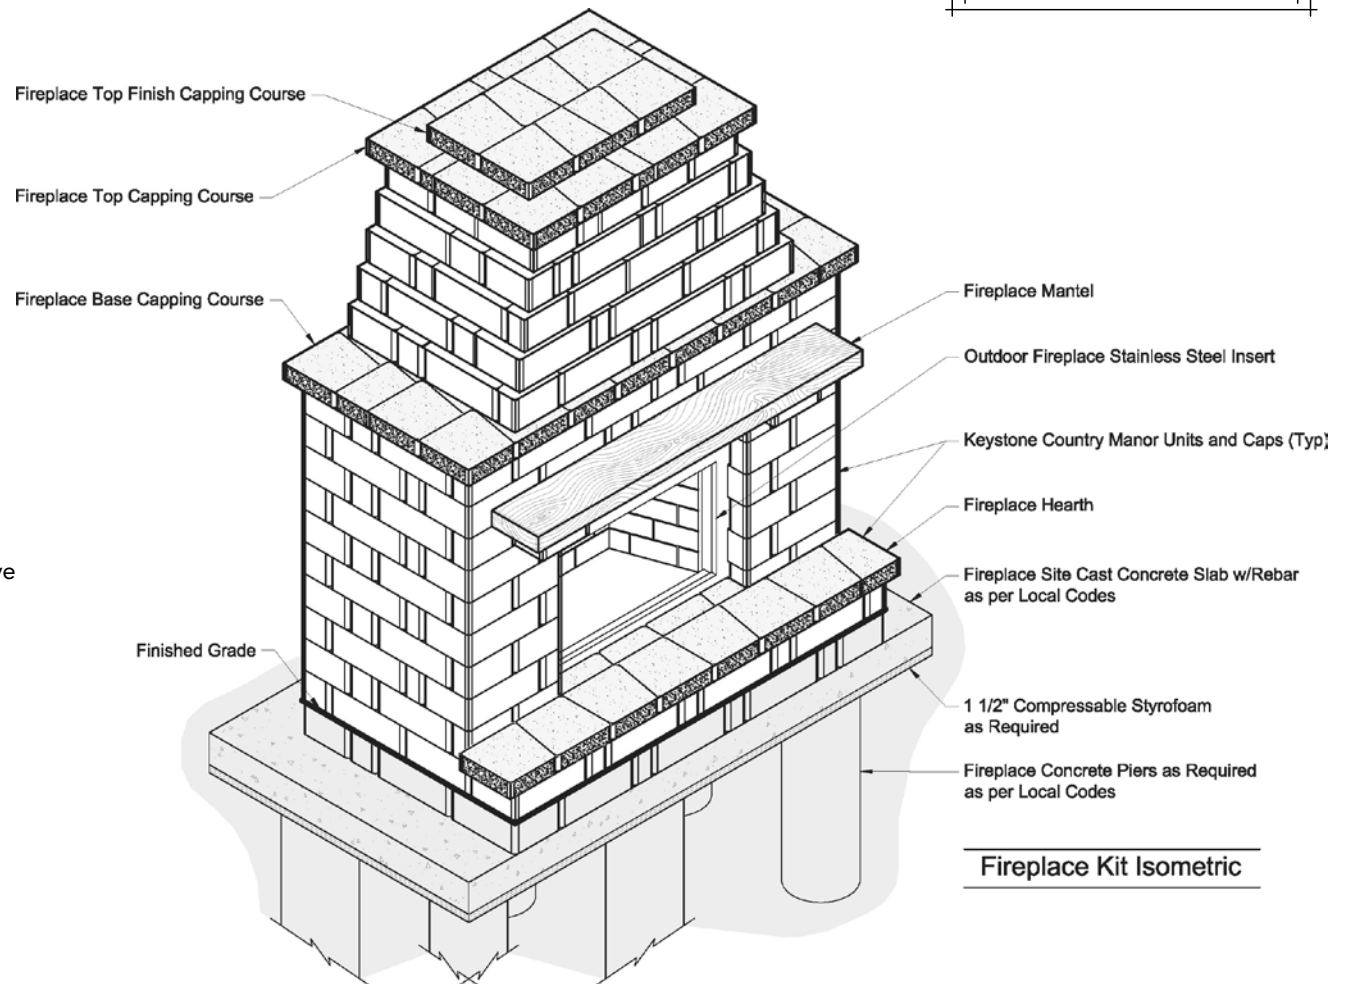 Fireplace Top Finish Capping Course
Fireplace Top Capping Course
Fireplace Base Capping Course
Fireplace Mantel
Outdoor Fireplace Stainless Steel Insert
Keystone Country Manor Units and Caps (Typ)
Fireplace Hearth
ve
Fireplace Site Cast Concrete Slab w/Rebar
as per Local Codes
Finished Grade
1 1/2" Compressable Styrofoam
as Required
Fireplace Concrete Piers as Required
as per Local Codes
Fireplace Kit Isometric